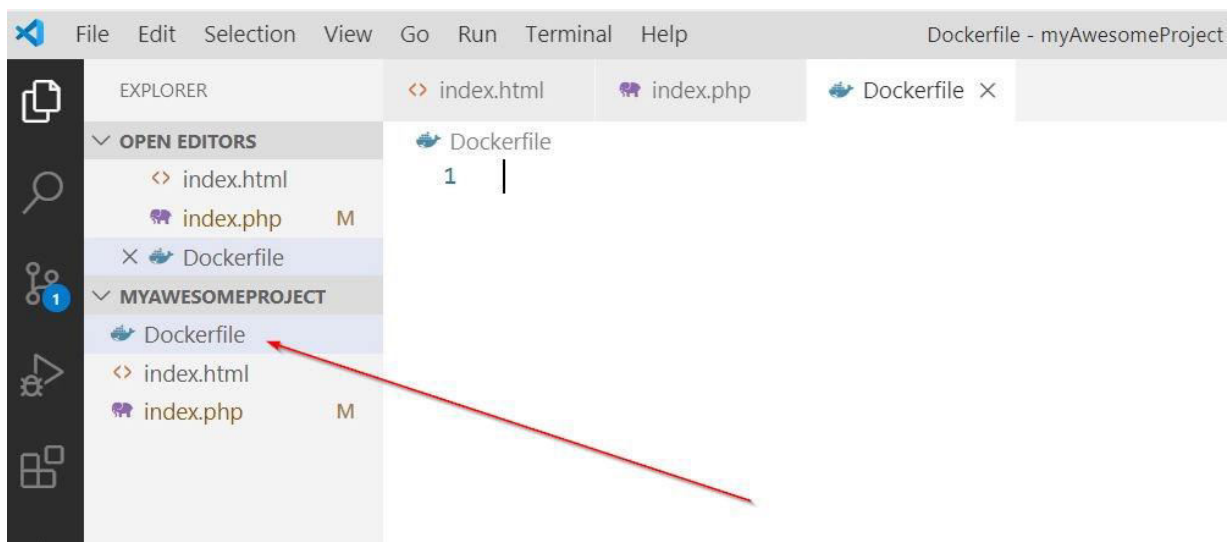 File Edit Selection View Go Run Terminal Help Dockerfile - myAwesomeProject
EXPLORER
OPEN EDITORS
index.html
index.php M
Dockerfile
1
MYAWESOMEPROJECT
Dockerfile
index.html
index.php M
index.html index.php Dockerfile
Dockerfile
1